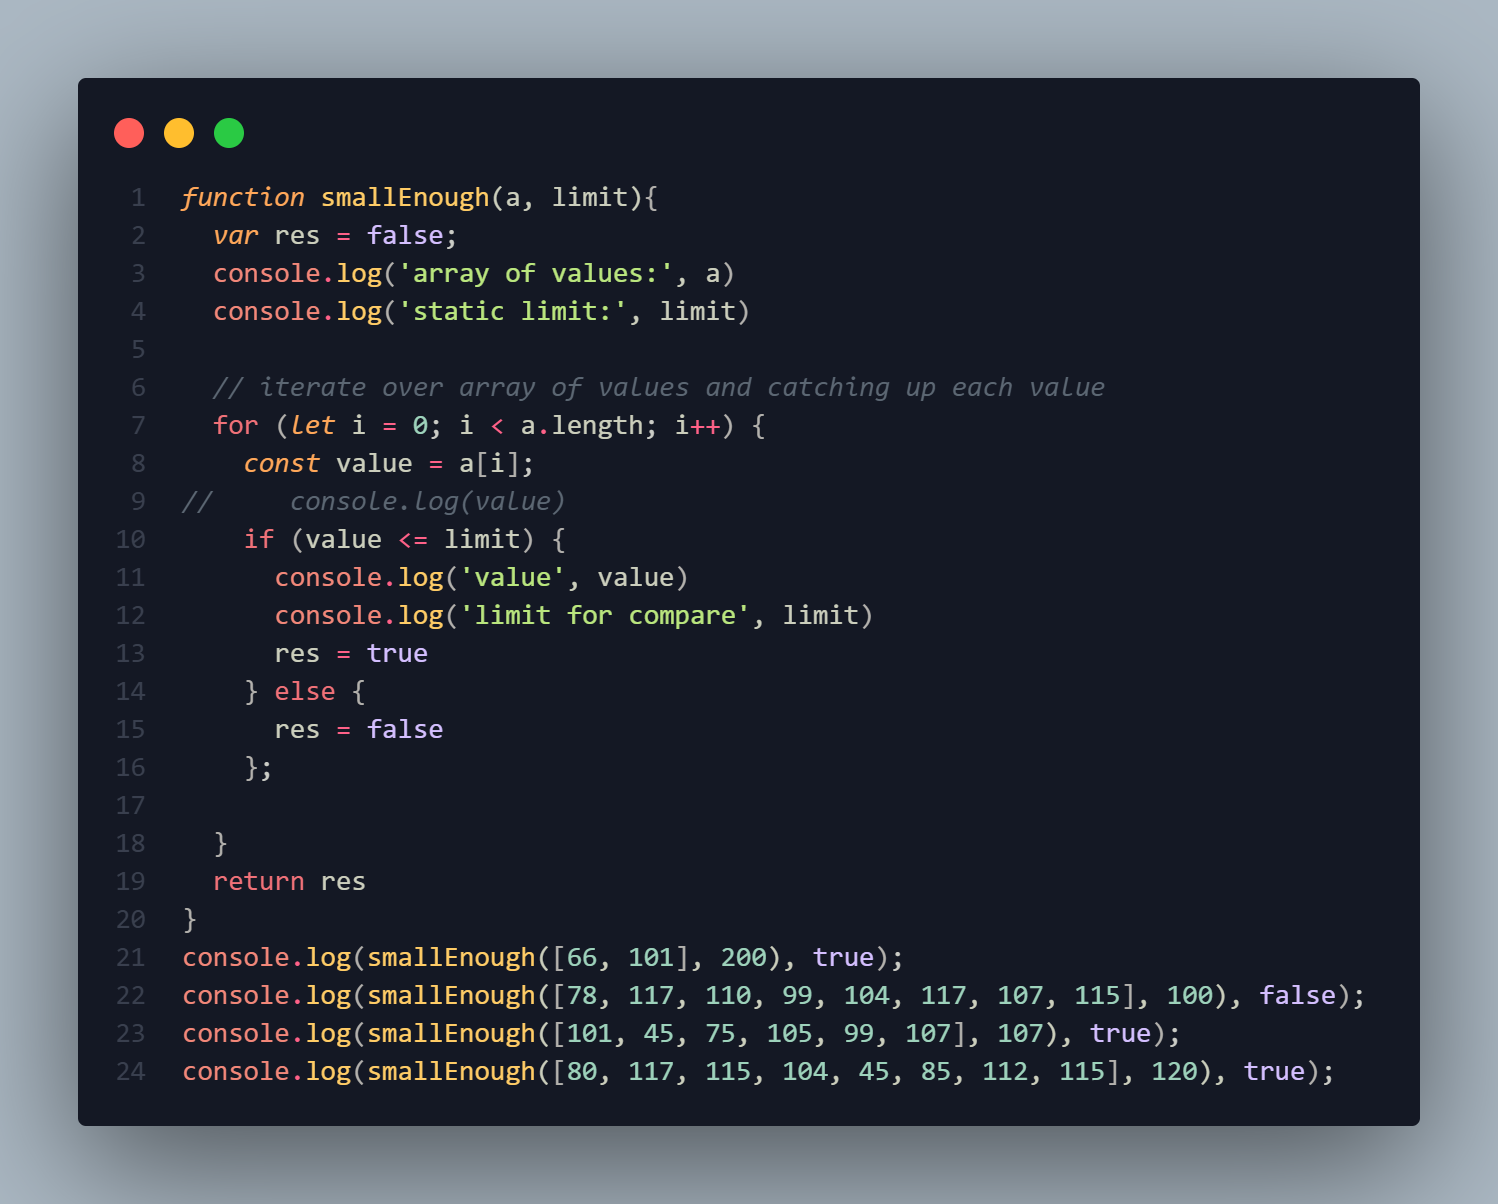 1 function smallEnough(a, limit){
2   var res = false;
3   console.log('array of values:', a)
4   console.log('static limit:', limit)
5
6   // iterate over array of values and catching up each value
7   for (let i = 0; i < a.length; i++) {
8     const value = a[i];
9 //     console.log(value)
10     if (value <= limit) {
11       console.log('value', value)
12       console.log('limit for compare', limit)
13       res = true
14     } else {
15       res = false
16     };
17
18   }
19   return res
20 }
21 console.log(smallEnough([66, 101], 200), true);
22 console.log(smallEnough([78, 117, 110, 99, 104, 117, 107, 115], 100), false);
23 console.log(smallEnough([101, 45, 75, 105, 99, 107], 107), true);
24 console.log(smallEnough([80, 117, 115, 104, 45, 85, 112, 115], 120), true);